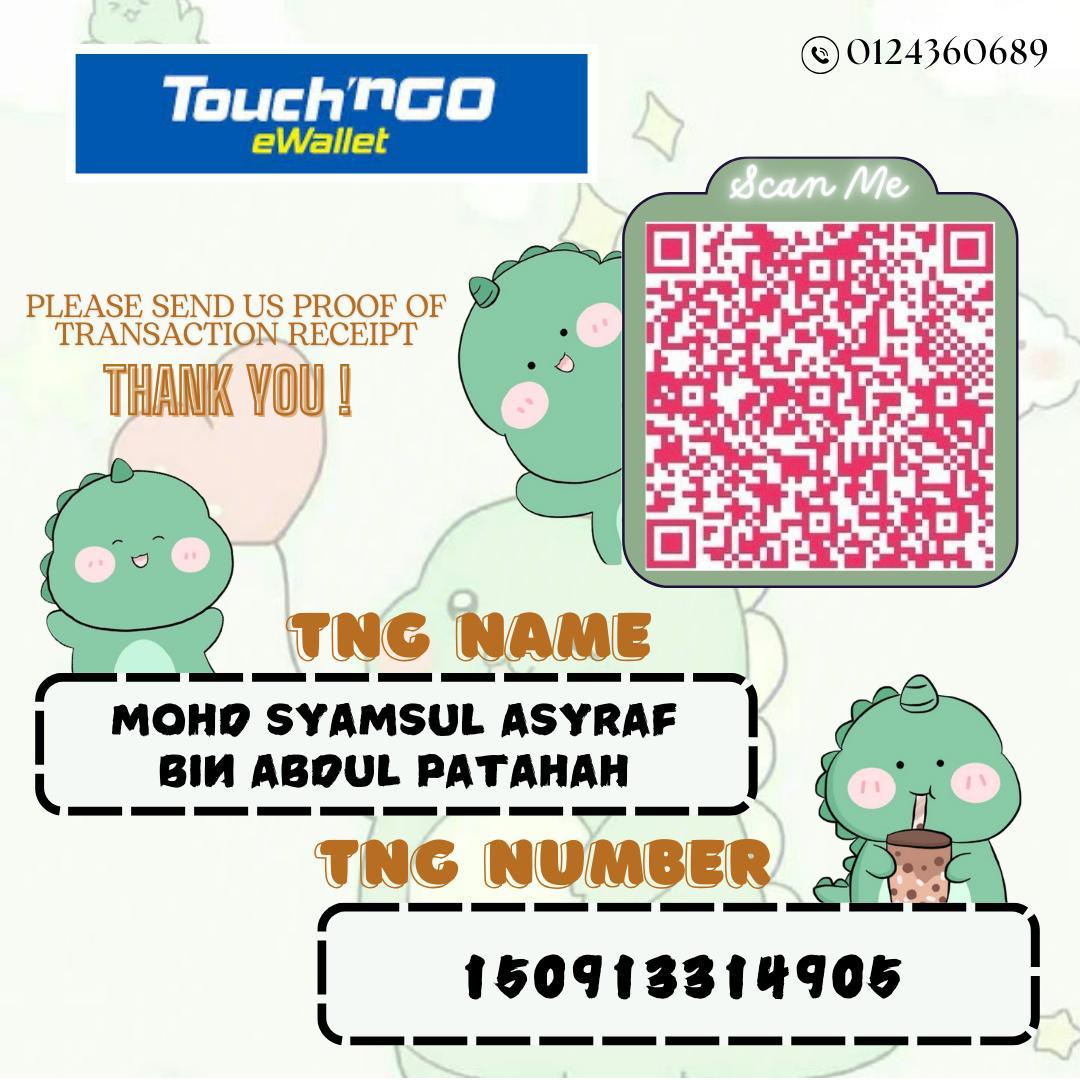 0124360689
Touch'nGO
eWallet
Scan Me
PLEASE SEND US PROOF OF
TRANSACTION RECEIPT
THANK YOU !
TNG NAME
MOHD SYAMSUL ASYRAF
BIN ABDUL PATAHAH
TNG NUMBER
150913314905